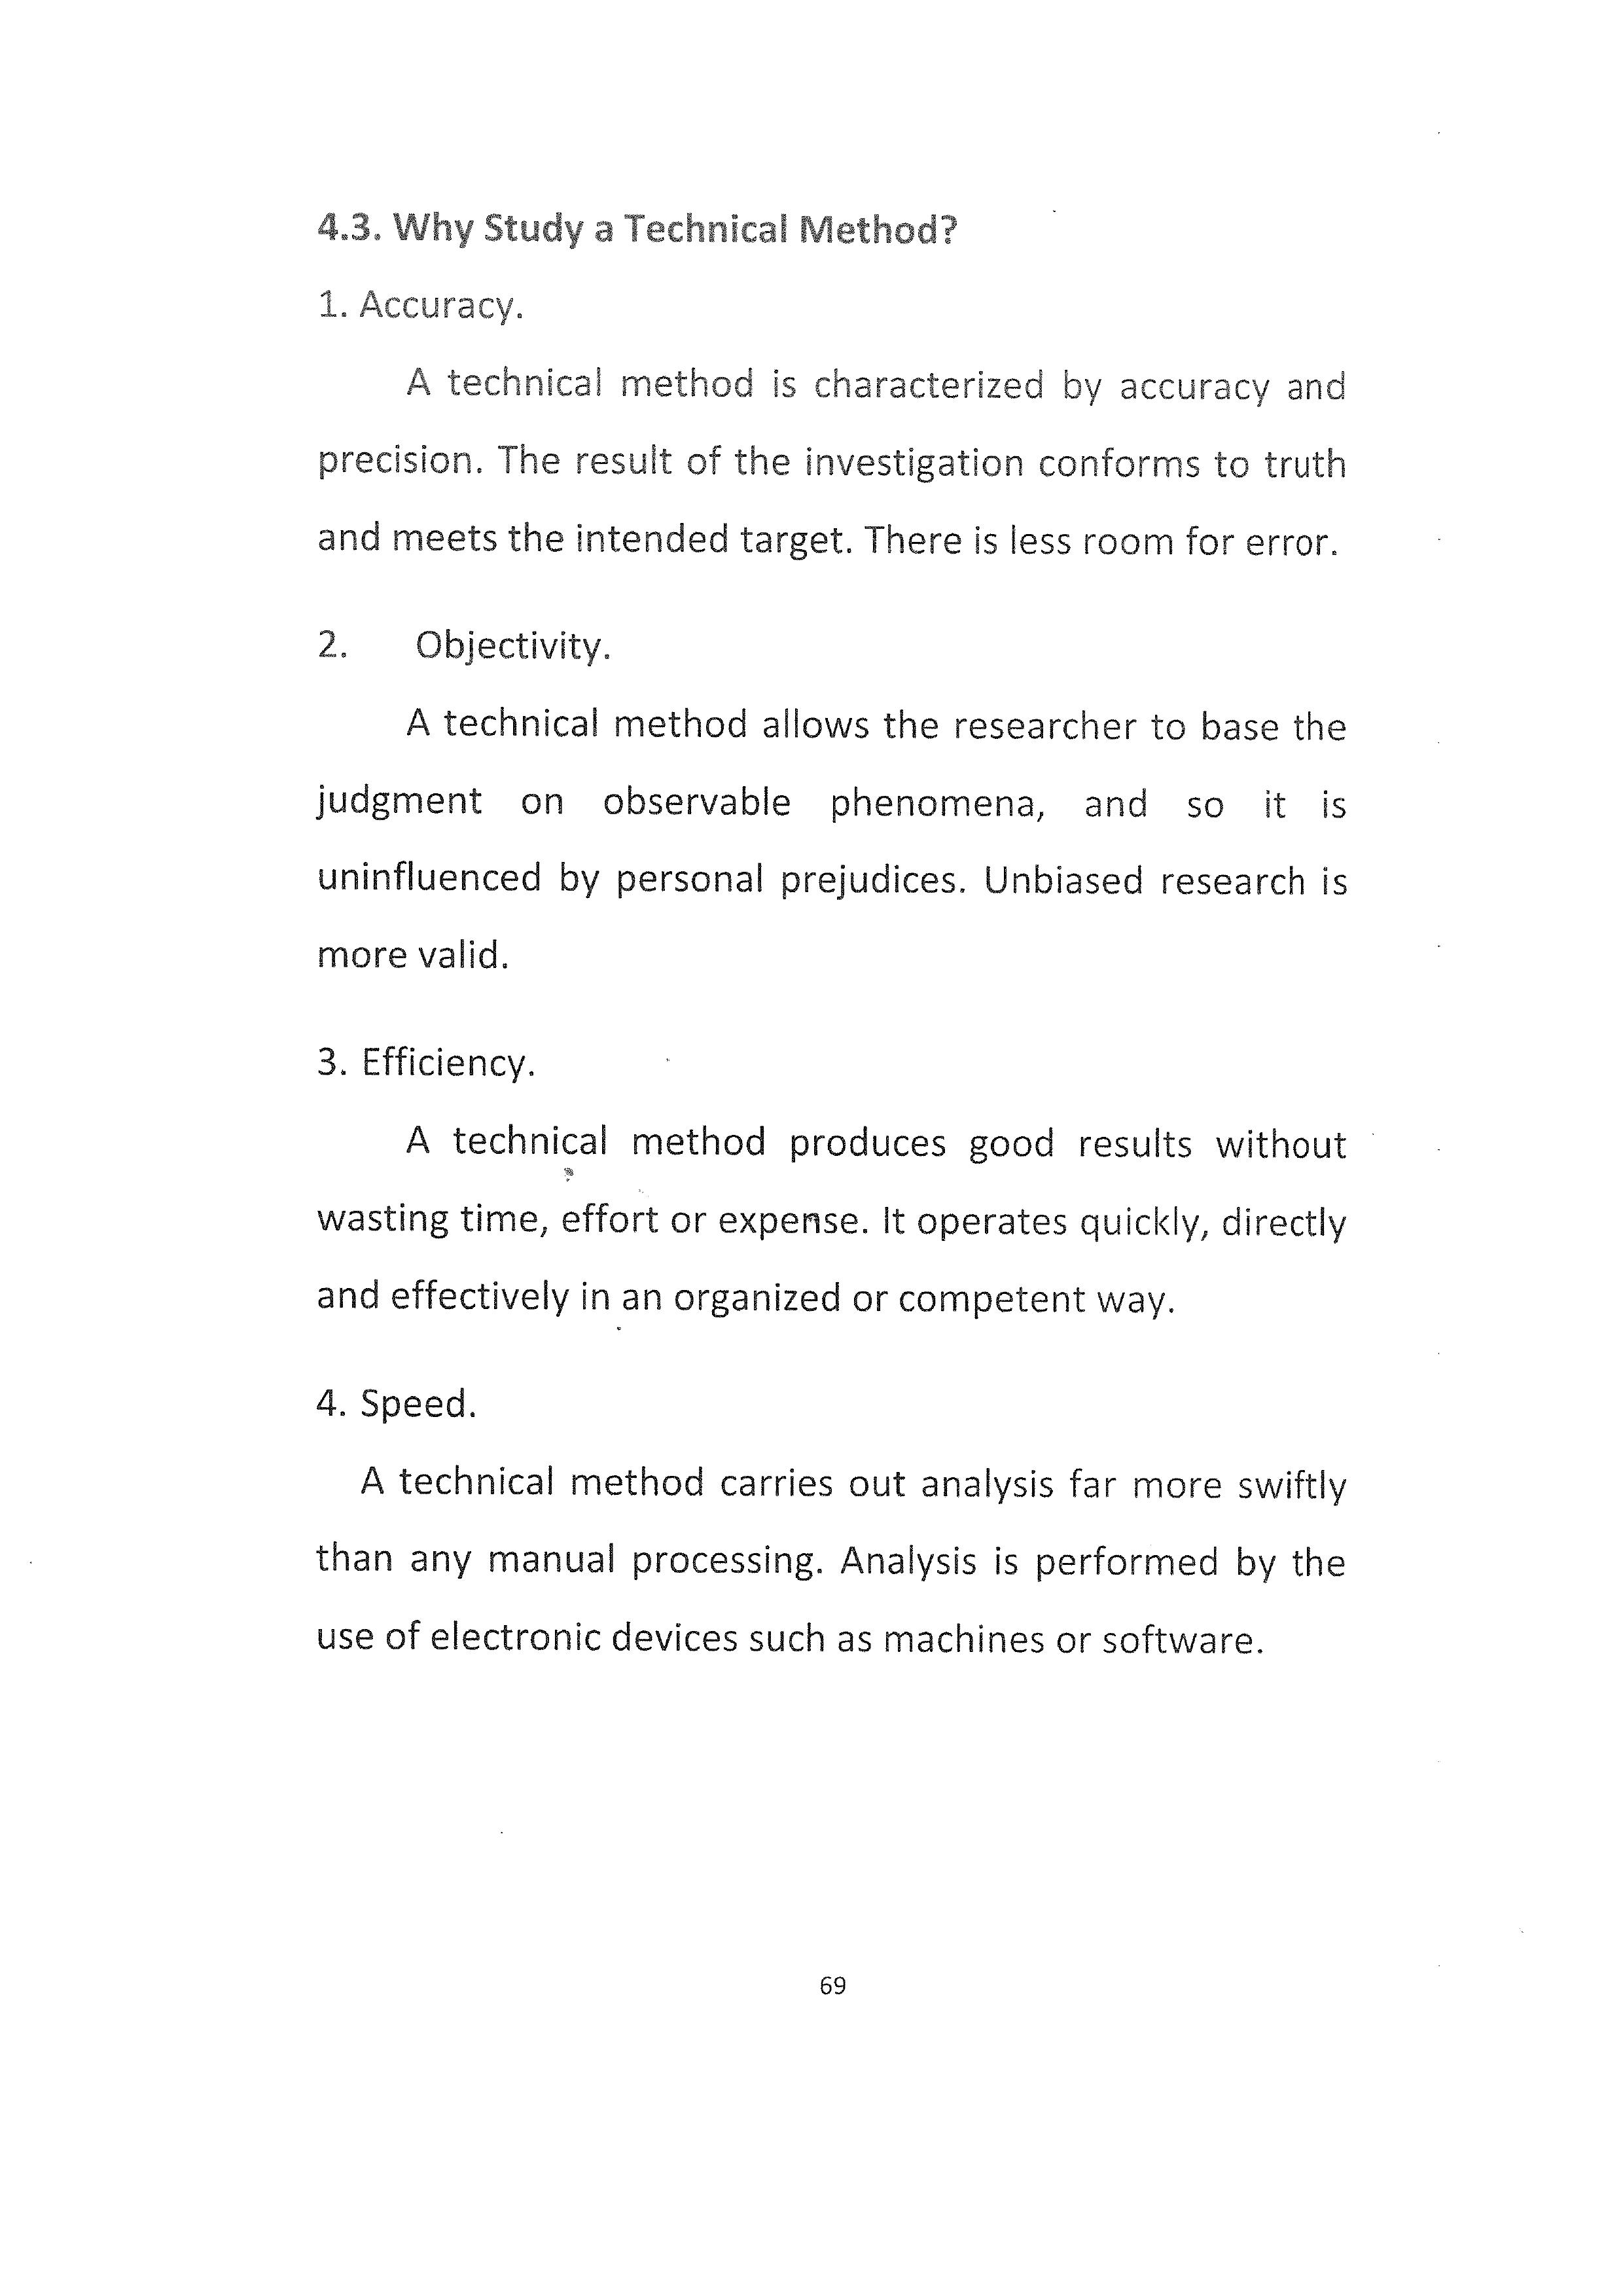 4.3. Why Study a Technical Method?
1. Accuracy.
A technical method is characterized by accuracy and
precision. The result of the investigation conforms to truth
and meets the intended target. There is less room for error.
2. Objectivity.
A technical method allows the researcher to base the
judgment on observable phenomena, and so it is
uninfluenced by personal prejudices. Unbiased research is
more valid.
3. Efficiency.
A technical method produces good results without
wasting time, effort or expense. It operates quickly, directly
and effectively in an organized or competent way.
4. Speed.
A technical method carries out analysis far more swiftly
than any manual processing. Analysis is performed by the
use of electronic devices such as machines or software.
69